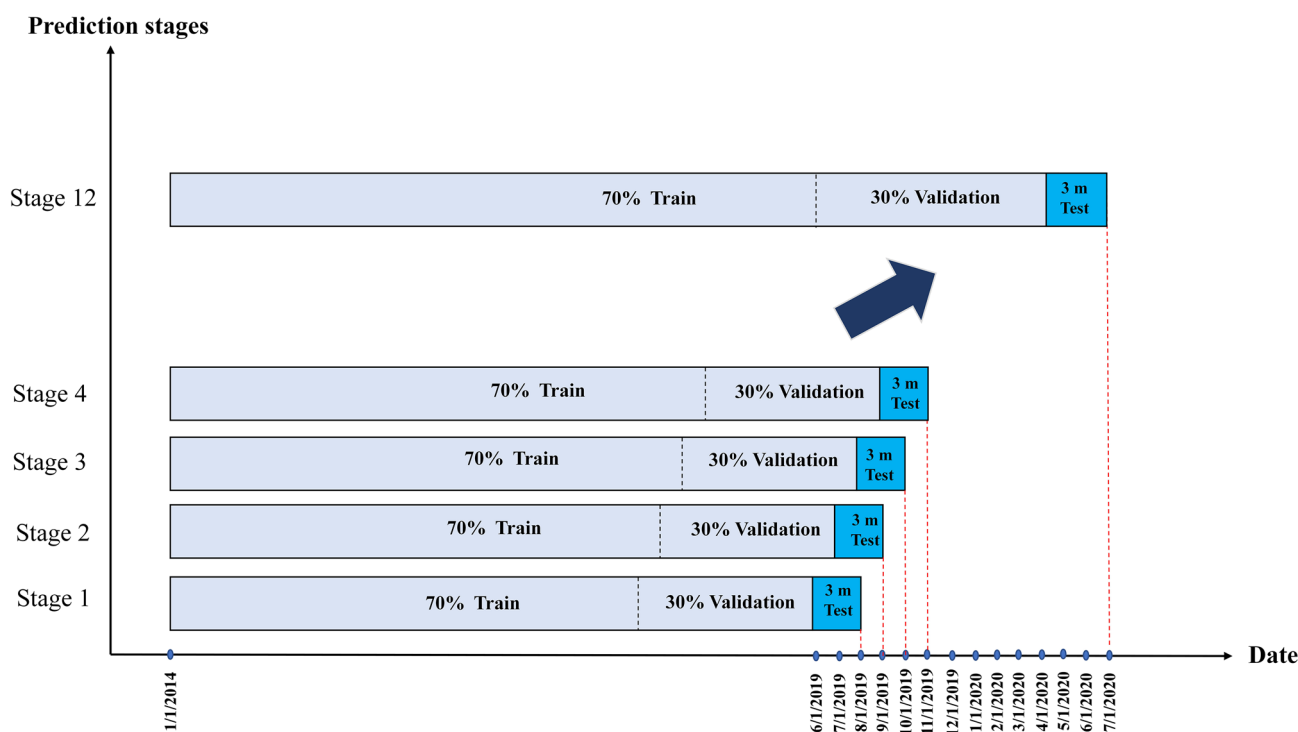 Prediction stages
Stage 12
70% Train
30% Validation
3 m
Test
Stage 4
70% Train
30% Validation
3 m
Test
Stage 3
70% Train
30% Validation
3 m
Test
Stage 2
70% Train
30% Validation
3 m
Test
Stage 1
70% Train
30% Validation
3 m
Test
Date
1/1/2014
6/1/2019
7/1/2019
8/1/2019
9/1/2019
10/1/2019
11/1/2019
12/1/2019
1/1/2020
2/1/2020
3/1/2020
4/1/2020
5/1/2020
6/1/2020
7/1/2020